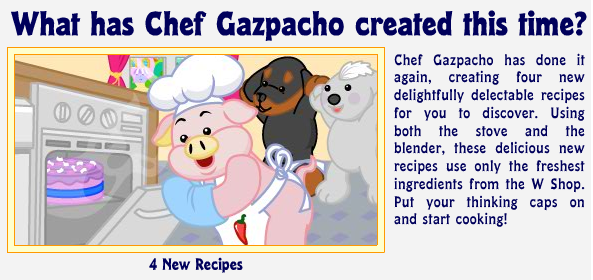 What has Chef Gazpacho created this time?
Chef Gazpacho has done it
again, creating four new
delightfully delectable recipes
for you to discover. Using
both the stove and the
blender, these delicious new
recipes use only the freshest
ingredients from the W Shop.
Put your thinking caps on
and start cooking!
4 New Recipes